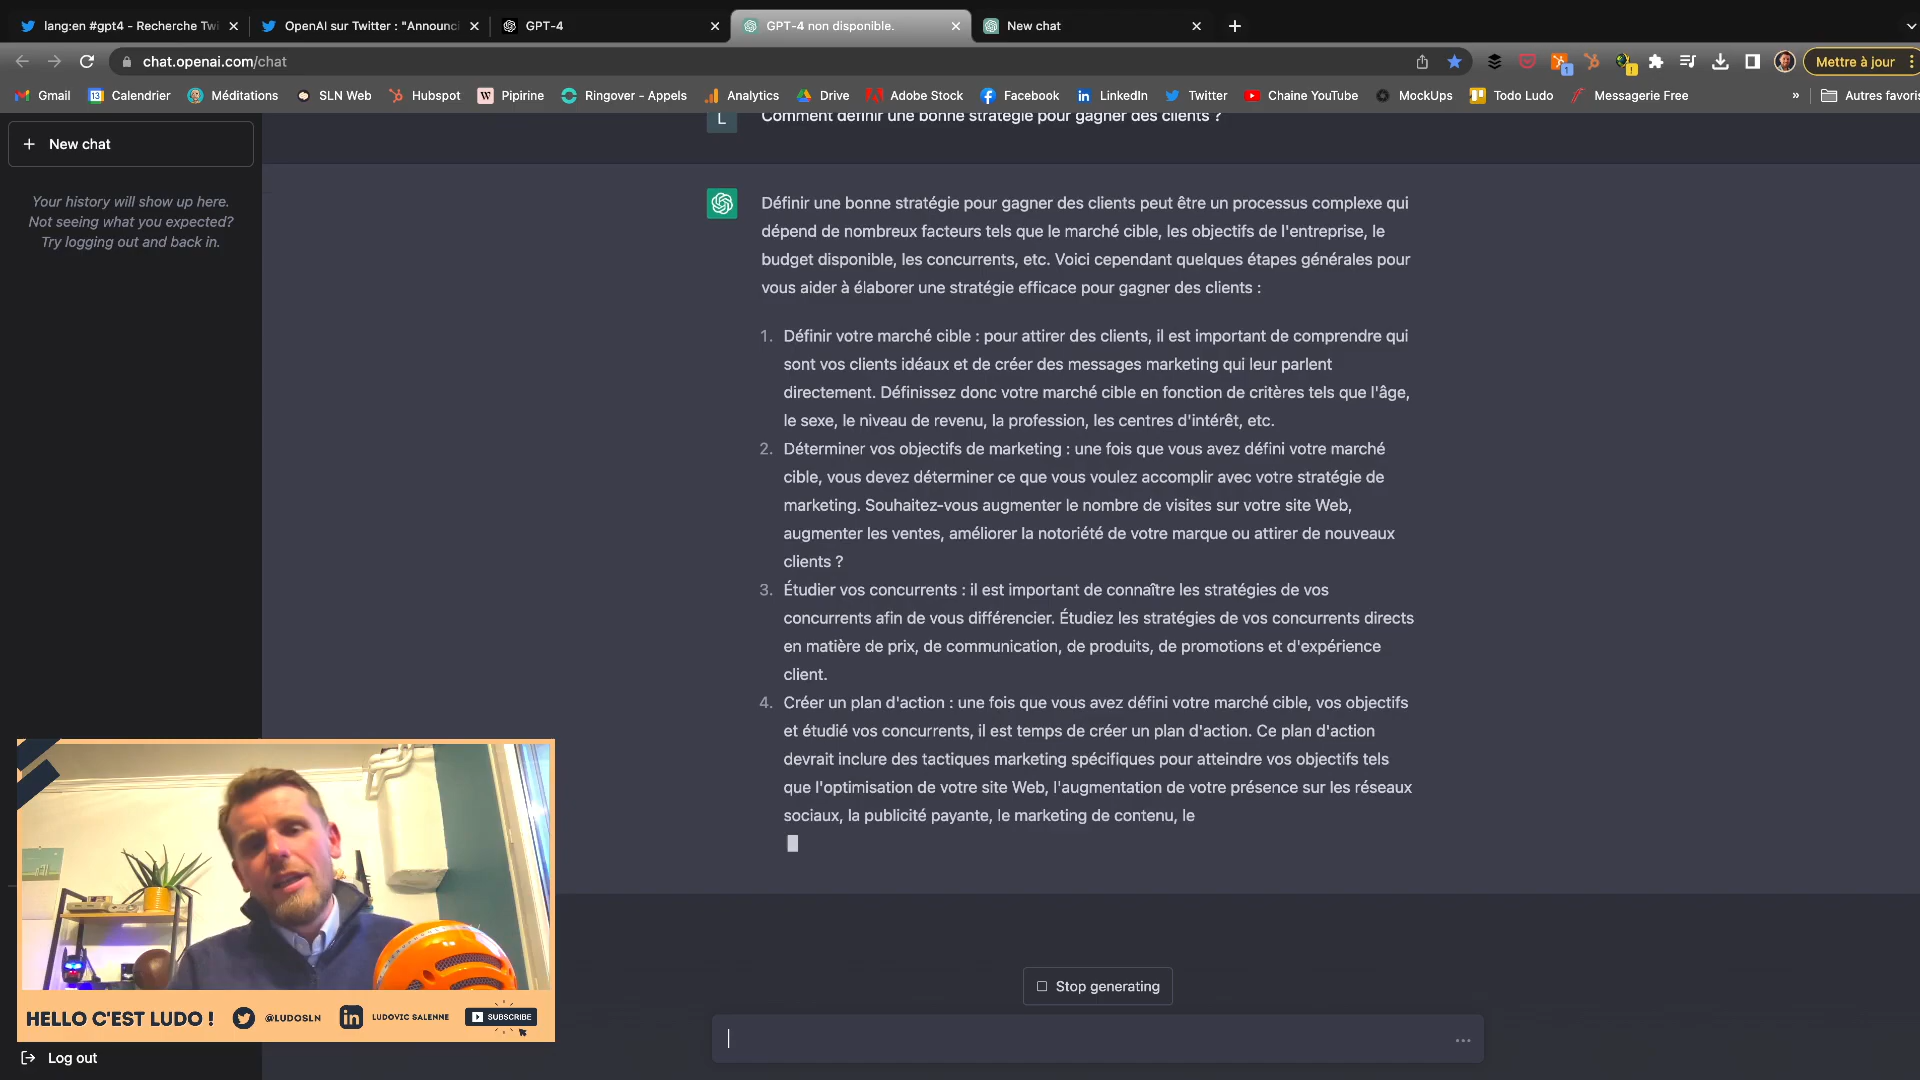 lang:en #gpt4 - Recherche Twi
OpenAI sur Twitter : "Announci
GPT-4
GPT-4 non disponible.
New chat
chat.openai.com/chat
Mettre à jour
Gmail
Calendrier
Méditations
SLN Web
Hubspot
Pipirine
Ringover - Appels
Analytics
Drive
Adobe Stock
Facebook
LinkedIn
Twitter
Chaine YouTube
MockUps
Todo Ludo
Messagerie Free
»
Autres favoris
+ New chat
Your history will show up here.
Not seeing what you expected?
Try logging out and back in.
L
Comment définir une bonne stratégie pour gagner des clients ?
Définir une bonne stratégie pour gagner des clients peut être un processus complexe qui
dépend de nombreux facteurs tels que le marché cible, les objectifs de l'entreprise, le
budget disponible, les concurrents, etc. Voici cependant quelques étapes générales pour
vous aider à élaborer une stratégie efficace pour gagner des clients :
1. Définir votre marché cible : pour attirer des clients, il est important de comprendre qui
sont vos clients idéaux et de créer des messages marketing qui leur parlent
directement. Définissez donc votre marché cible en fonction de critères tels que l'âge,
le sexe, le niveau de revenu, la profession, les centres d'intérêt, etc.
2. Déterminer vos objectifs de marketing : une fois que vous avez défini votre marché
cible, vous devez déterminer ce que vous voulez accomplir avec votre stratégie de
marketing. Souhaitez-vous augmenter le nombre de visites sur votre site Web,
augmenter les ventes, améliorer la notoriété de votre marque ou attirer de nouveaux
clients ?
3. Étudier vos concurrents : il est important de connaître les stratégies de vos
concurrents afin de vous différencier. Étudiez les stratégies de vos concurrents directs
en matière de prix, de communication, de produits, de promotions et d'expérience
client.
4. Créer un plan d'action : une fois que vous avez défini votre marché cible, vos objectifs
et étudié vos concurrents, il est temps de créer un plan d'action. Ce plan d'action
devrait inclure des tactiques marketing spécifiques pour atteindre vos objectifs tels
que l'optimisation de votre site Web, l'augmentation de votre présence sur les réseaux
sociaux, la publicité payante, le marketing de contenu, le
Stop generating
HELLO C'EST LUDO !
@LUDOSLN
LUDOVIC SALENNE
SUBSCRIBE
Log out